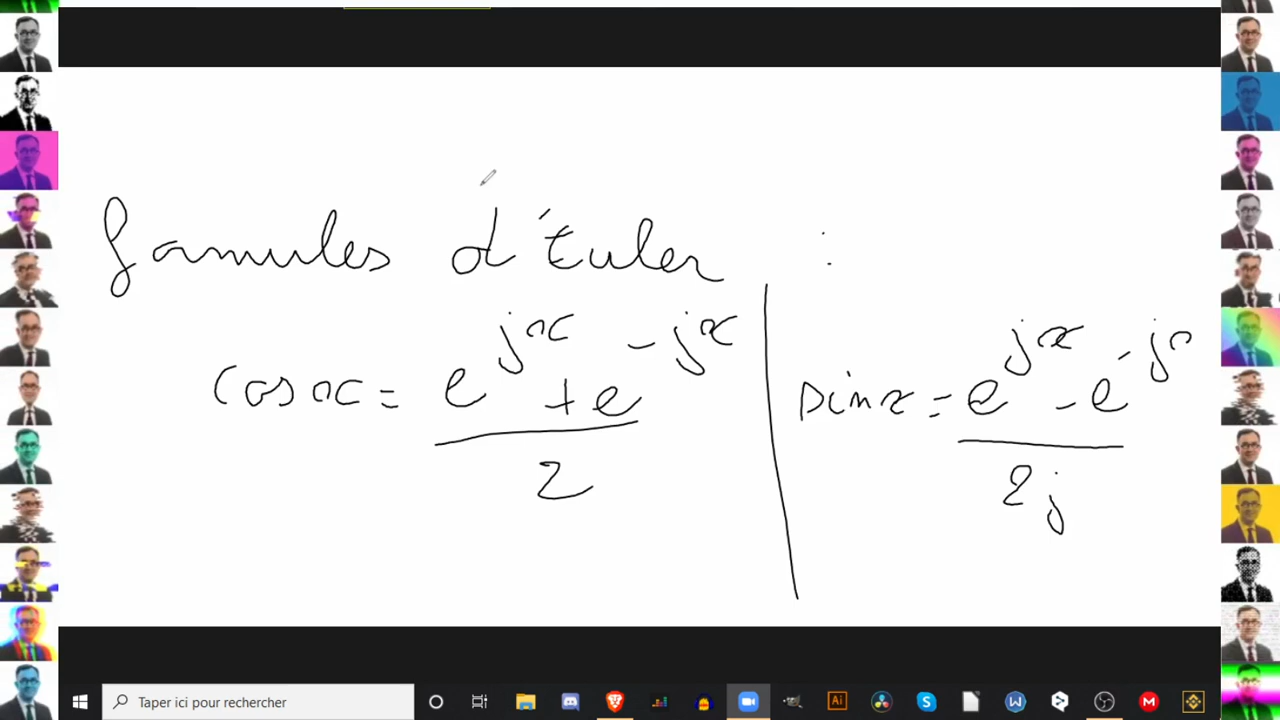 formules d'Euler :
cos x = (e^{jx} + e^{-jx}) / 2
sin x = (e^{jx} - e^{-jx}) / 2j
Taper ici pour rechercher